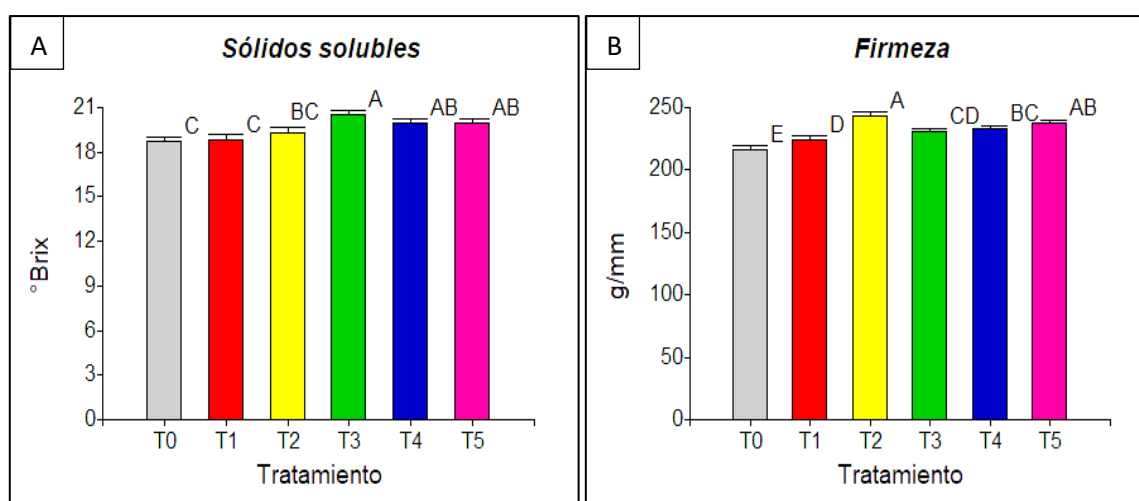 A
Sólidos solubles
21
18
15
12
9
6
3
0
°Brix
C
C
BC
A
AB
AB
T0 T1 T2 T3 T4 T5
Tratamiento
B
Firmeza
250
200
150
100
50
0
g/mm
E
D
A
CD
BC
AB
T0 T1 T2 T3 T4 T5
Tratamiento